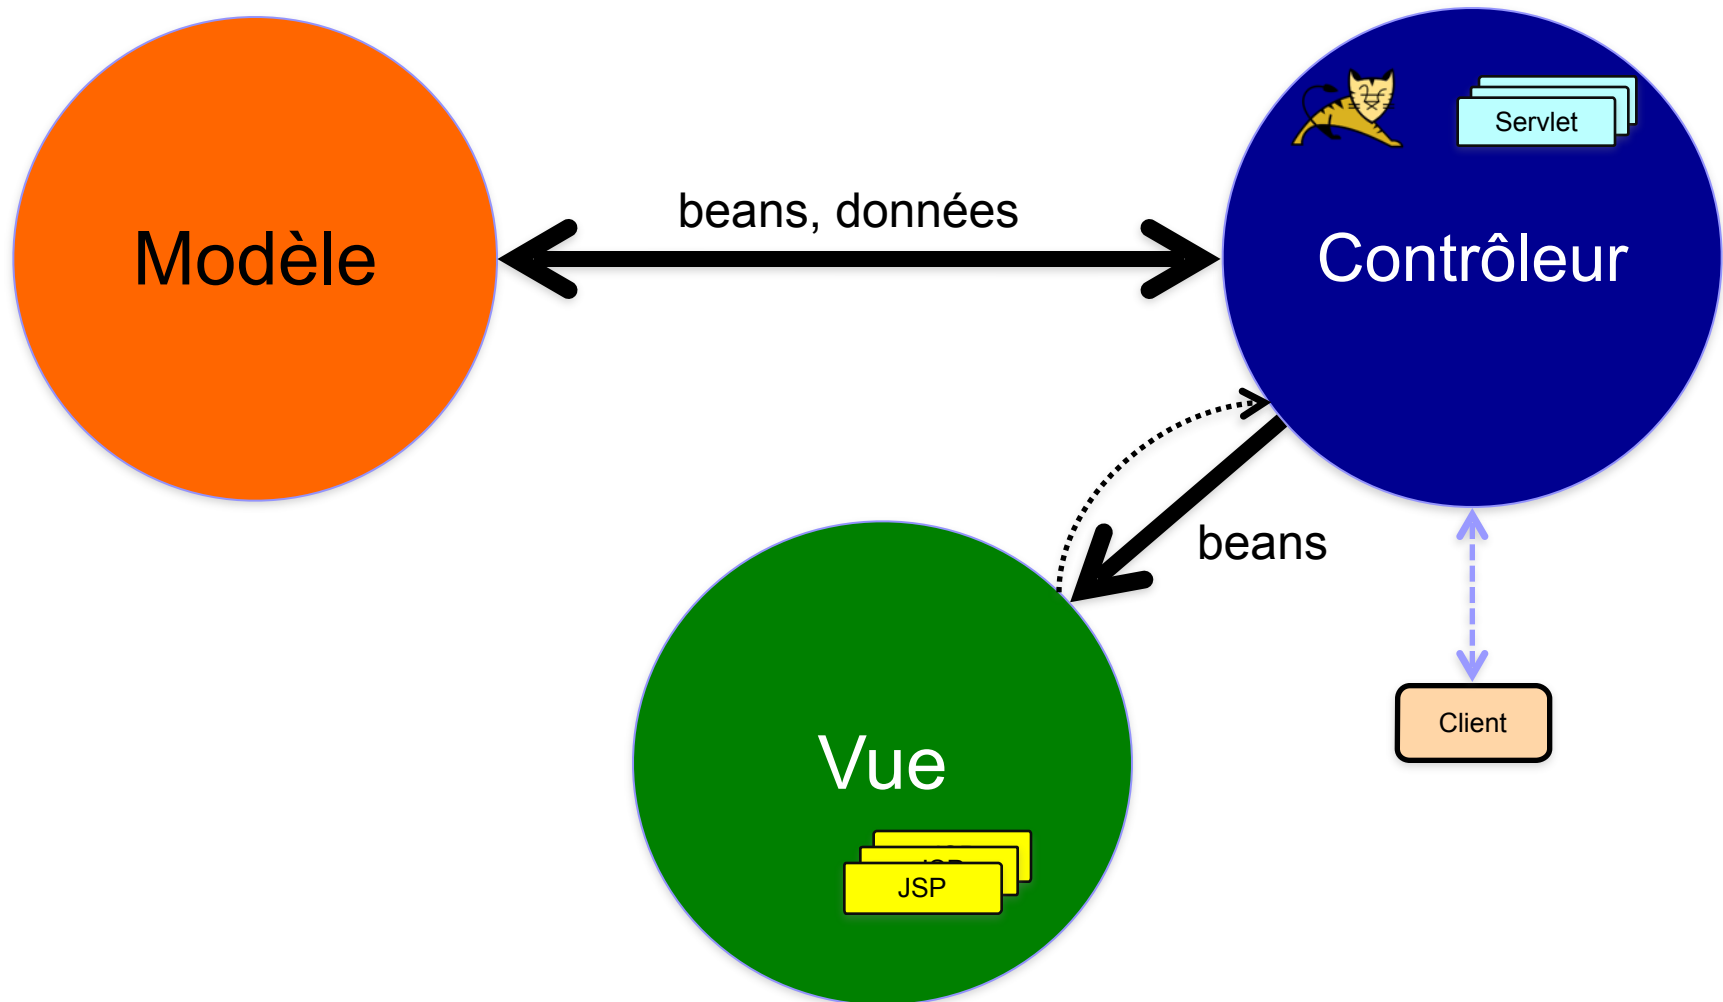 Servlet
beans, données
Modèle
Contrôleur
beans
Client
Vue
JSP